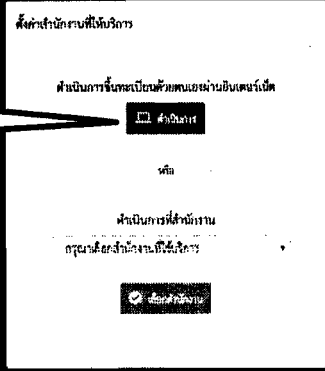 ตั้งค่าสำนักงานที่ให้บริการ
ดำเนินการขึ้นทะเบียนด้วยตนเองผ่านอินเตอร์เน็ต
ดำเนินการ
หรือ
ดำเนินการที่สำนักงาน
กรุณาเลือกสำนักงานที่ใช้บริการ
เลือกสำนักงาน